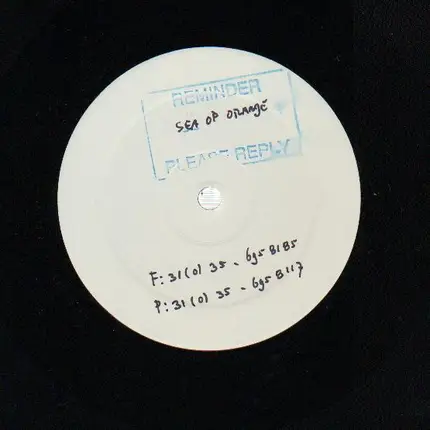 REMINDER
SEA OF ORANGE
PLEASE REPLY
F: 31(0) 35 - 695 8185
P: 31(0) 35 - 695 8117